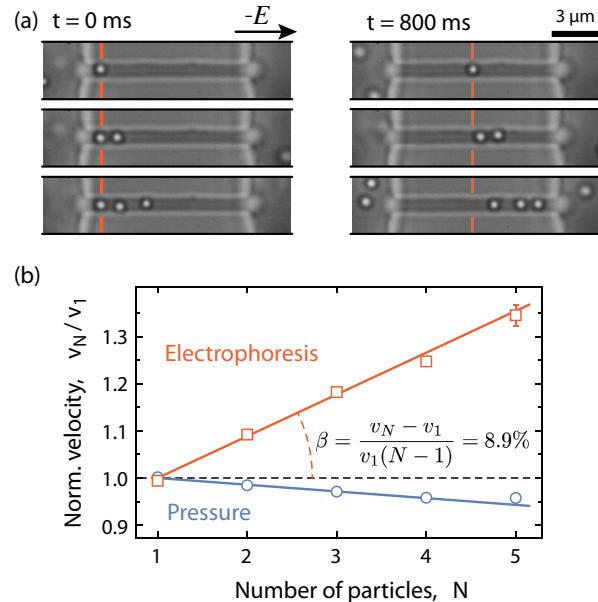 (a)
t = 0 ms
-E
t = 800 ms
3 μm
(b)
Norm. velocity, v_N / v_1
1.3
1.2
1.1
1.0
0.9
Electrophoresis
β = \frac{v_N − v_1}{v_1(N − 1)} = 8.9%
Pressure
1 2 3 4 5
Number of particles, N